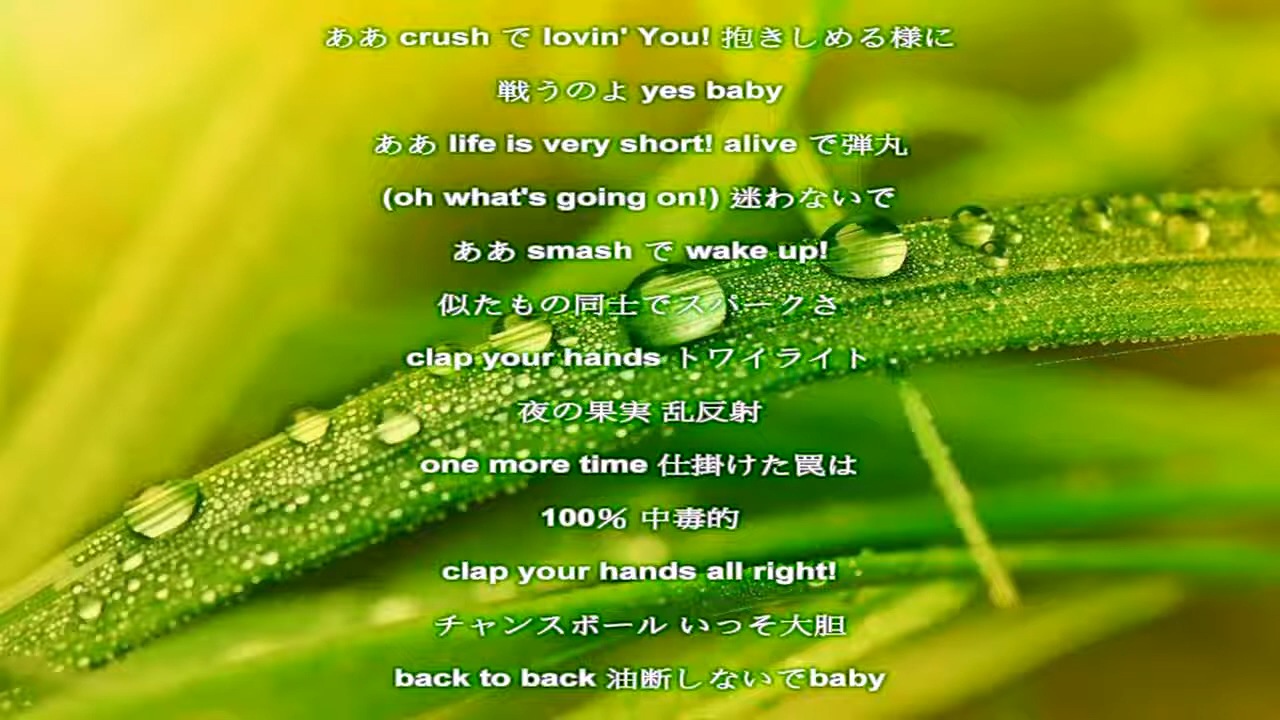 ああ crush で lovin' You! 抱きしめる様に
戦うのよ yes baby
ああ life is very short! alive で弾丸
(oh what's going on!) 迷わないで
ああ smash で wake up!
似たもの同士でスパークさ
clap your hands トワイライト
夜の果実 乱反射
one more time 仕掛けた罠は
100% 中毒的
clap your hands all right!
チャンスボール いっそ大胆
back to back 油断しないでbaby